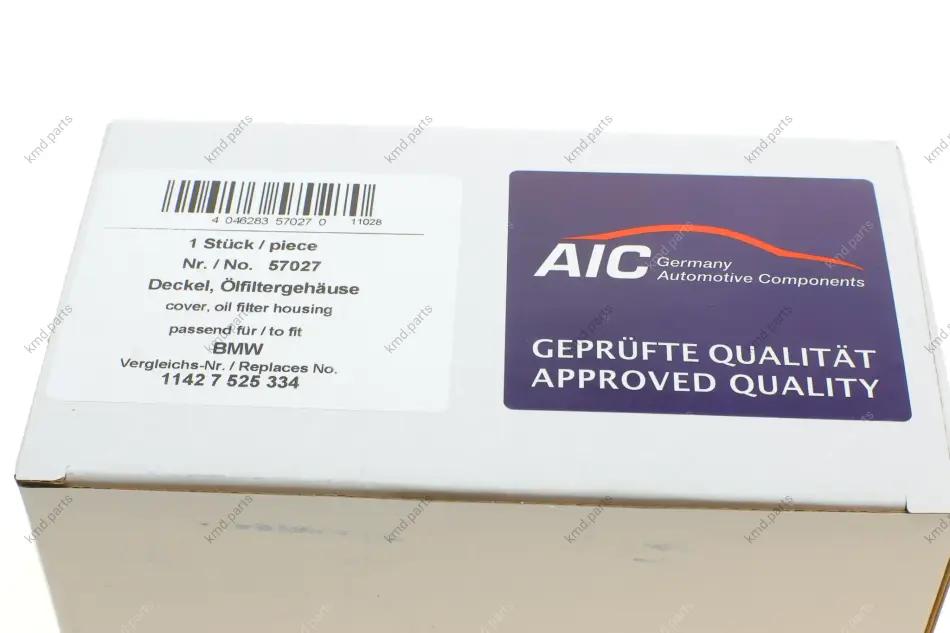 4 046283 57027 0 11028
1 Stück / piece
Nr. / No. 57027
Deckel, Ölfiltergehäuse
cover, oil filter housing
passend für / to fit
BMW
Vergleichs-Nr. / Replaces No.
1142 7 525 334
AIC Germany
Automotive Components
GEPRÜFTE QUALITÄT
APPROVED QUALITY
kmd.parts